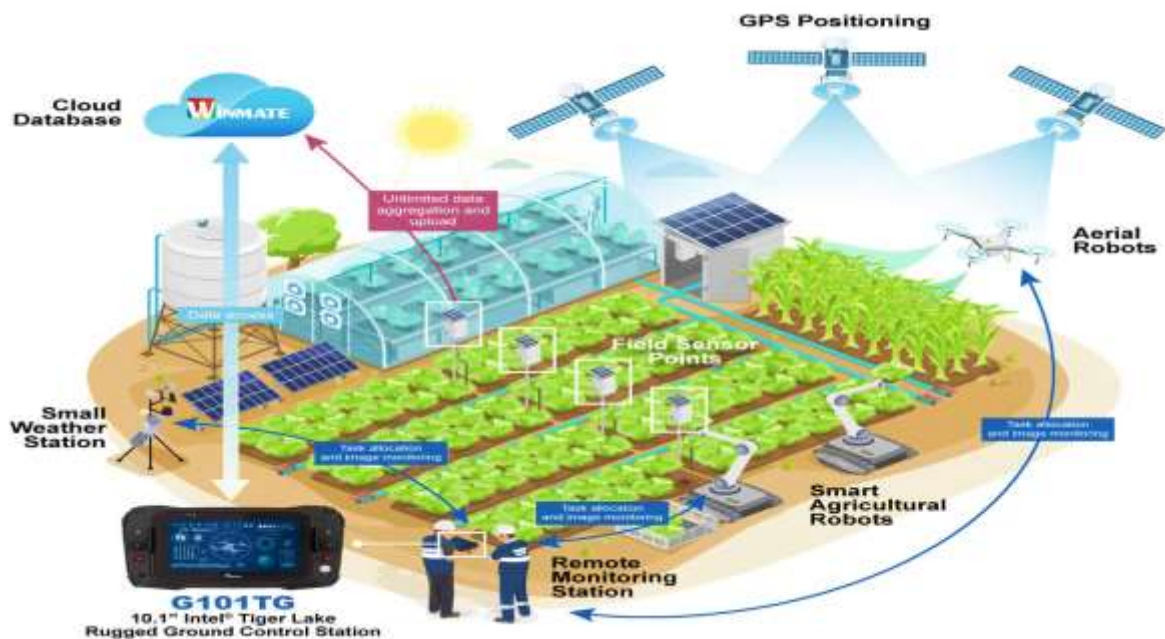 GPS Positioning
Cloud
Database
WINMATE
Unlimited data
aggregation and
upload
Aerial
Robots
Data access
Field Sensor
Points
Small
Weather
Station
Task allocation
and image monitoring
Task allocation
and image monitoring
Task allocation
and image monitoring
Smart
Agricultural
Robots
Remote
Monitoring
Station
G101TG
10.1" Intel® Tiger Lake
Rugged Ground Control Station